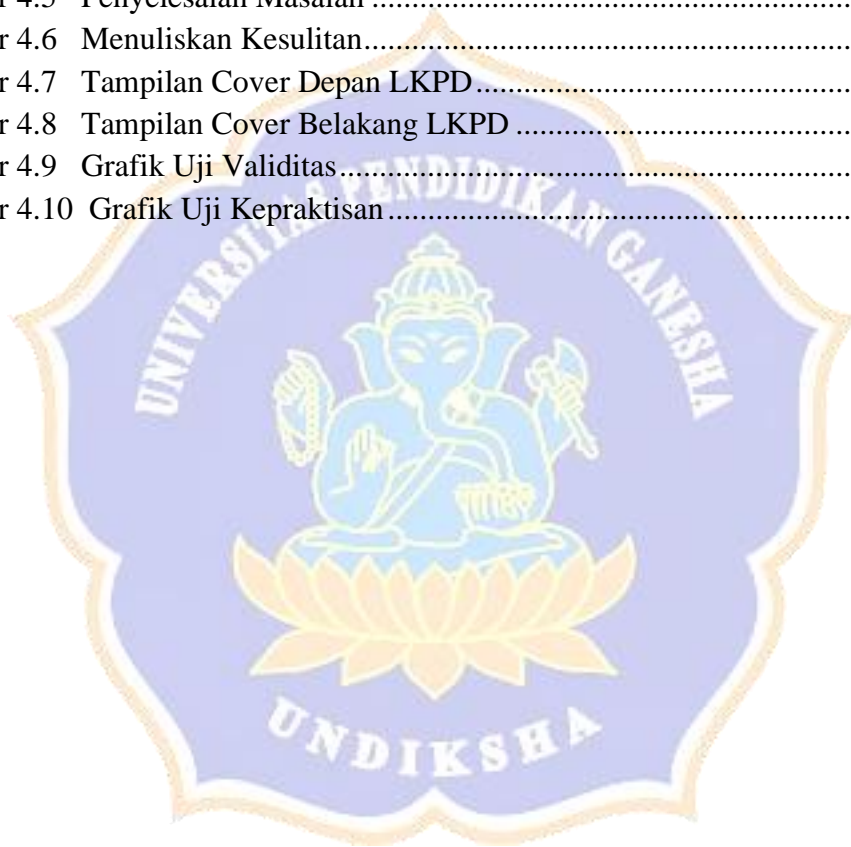 r 4.5 Penyelesaian Masalah ....................................................................
r 4.6 Menuliskan Kesulitan....................................................................
r 4.7 Tampilan Cover Depan LKPD....................................................
r 4.8 Tampilan Cover Belakang LKPD ..............................................
r 4.9 Grafik Uji Validitas......................................................................
r 4.10 Grafik Uji Kepraktisan................................................................
UNIVERSITAS PENDIDIKAN GANESHA
UNDIKSHA